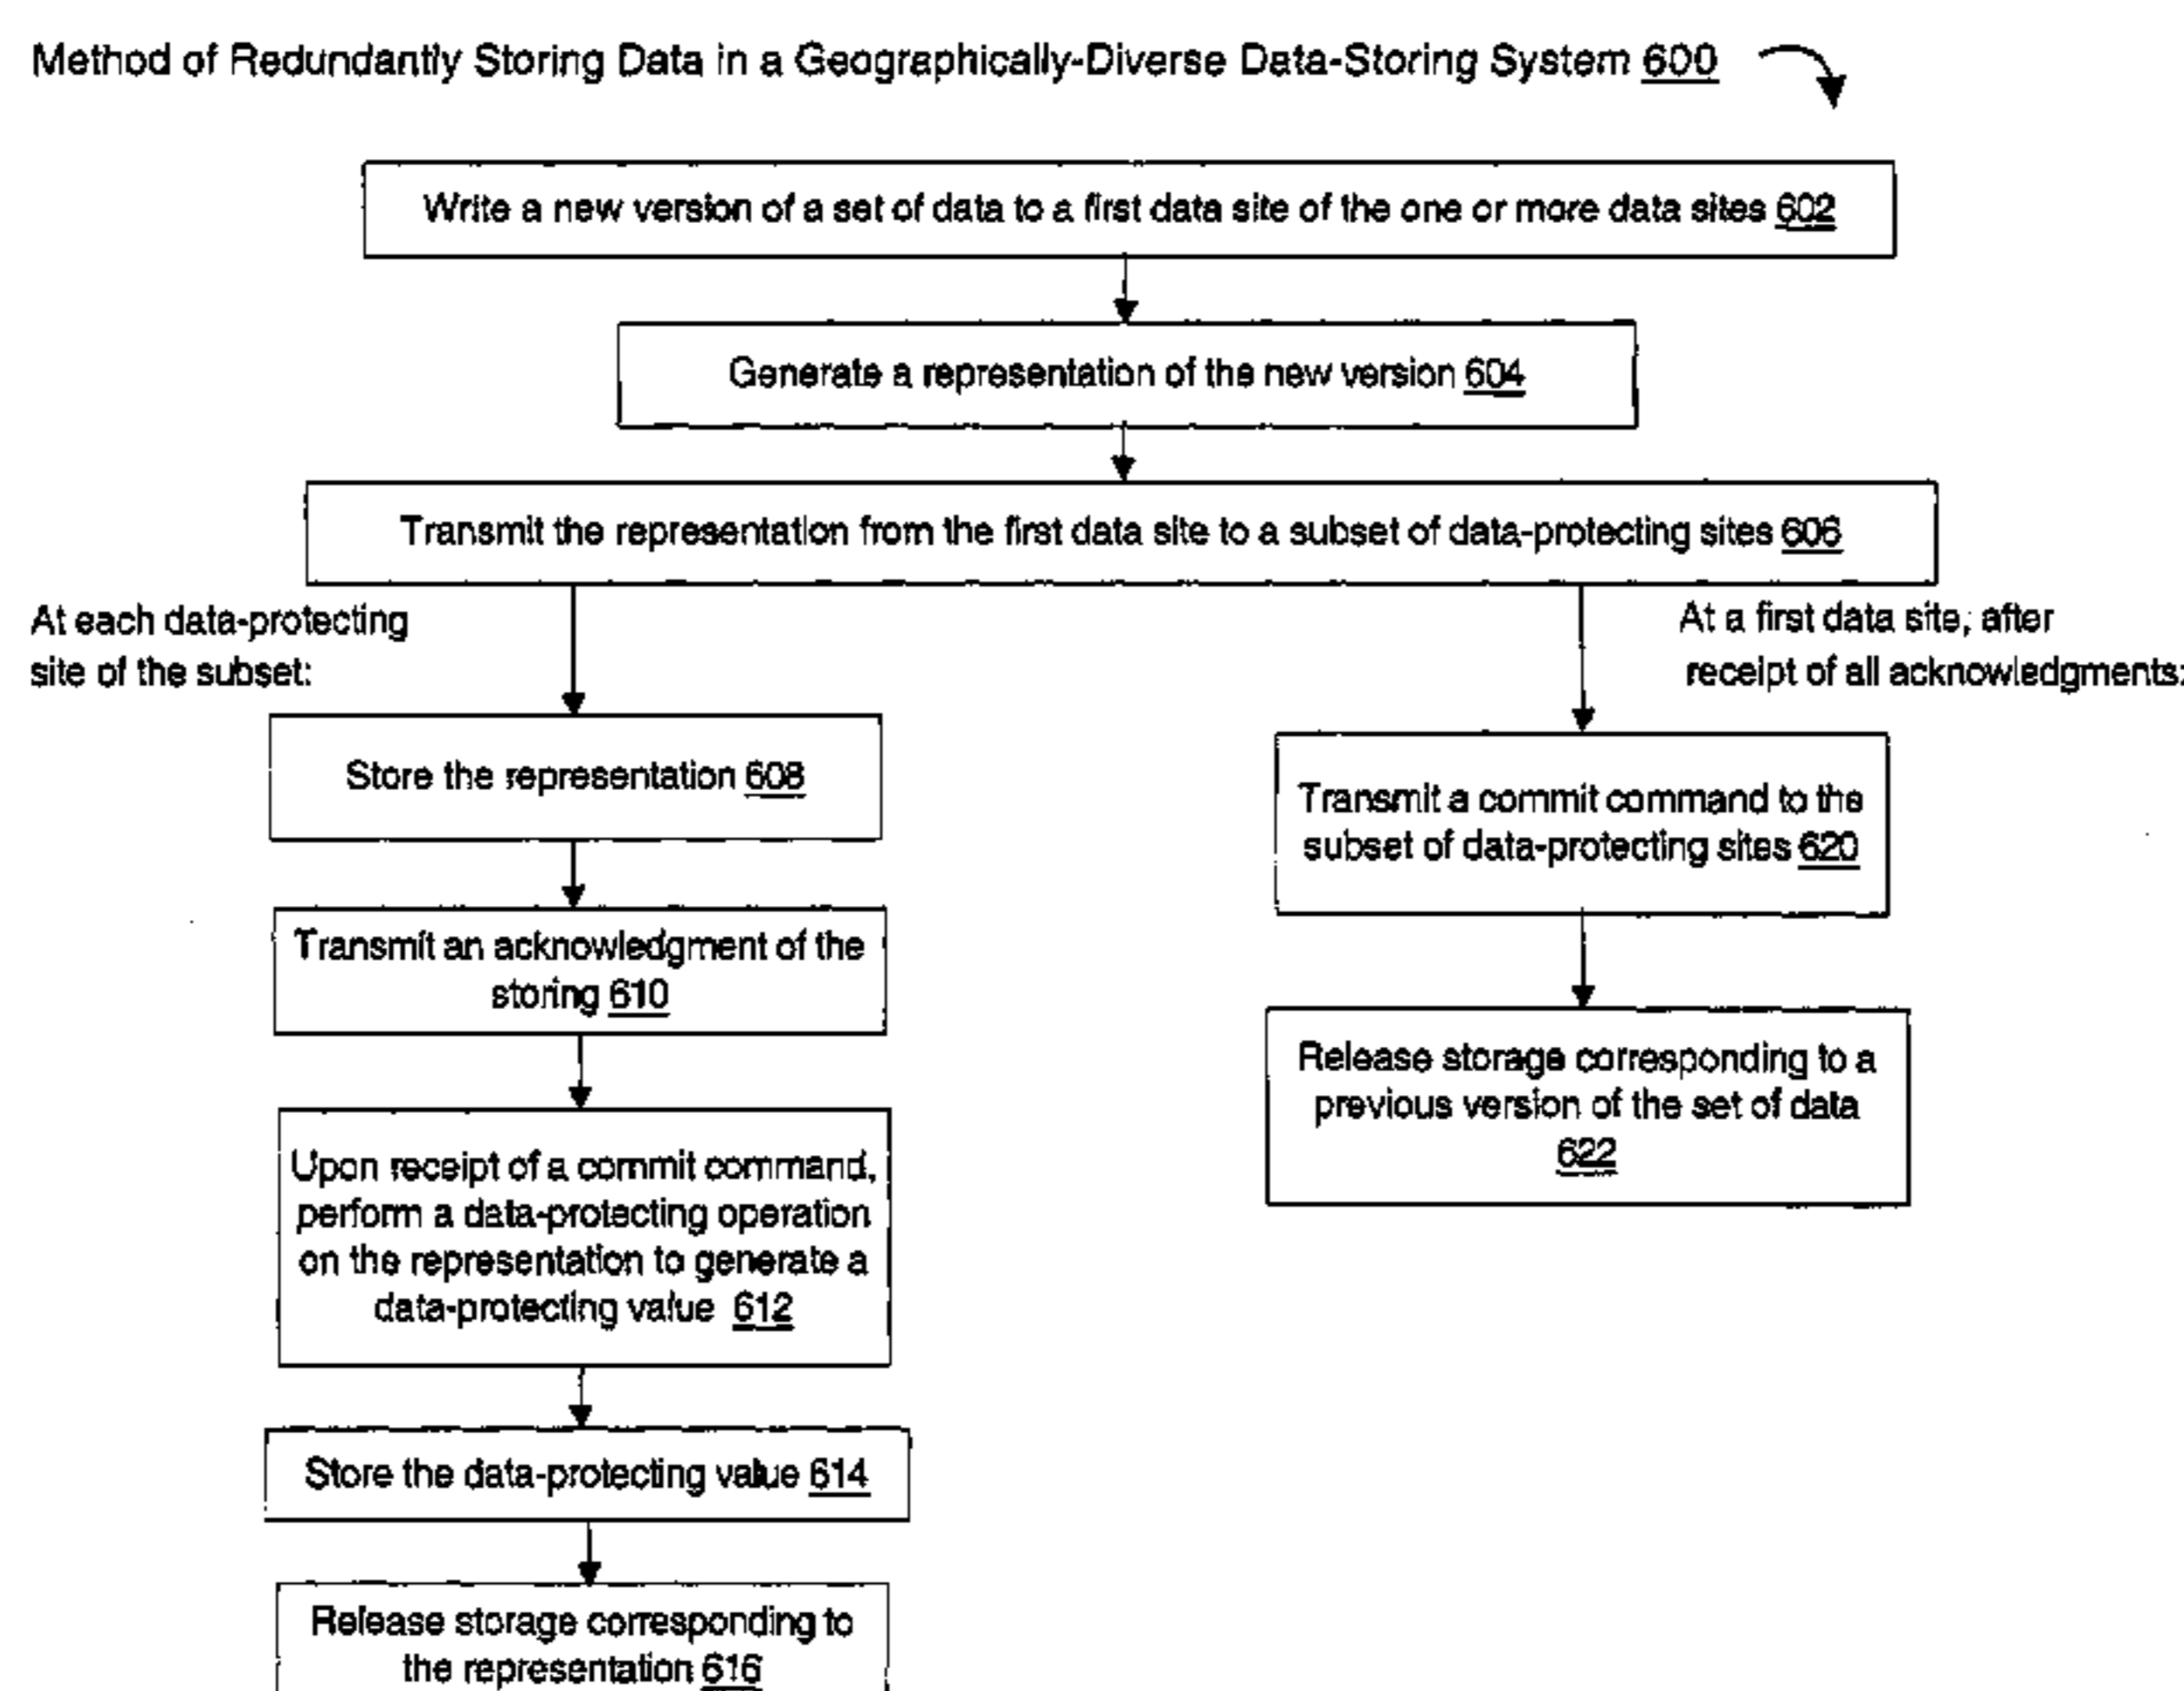 Method of Redundantly Storing Data in a Geographically-Diverse Data-Storing System 600
Write a new version of a set of data to a first data site of the one or more data sites 602
Generate a representation of the new version 604
Transmit the representation from the first data site to a subset of data-protecting sites 606
At each data-protecting
site of the subset:
Store the representation 608
Transmit an acknowledgment of the
storing 610
Upon receipt of a commit command,
perform a data-protecting operation
on the representation to generate a
data-protecting value 612
Store the data-protecting value 614
Release storage corresponding to
the representation 616
At a first data site, after
receipt of all acknowledgments:
Transmit a commit command to the
subset of data-protecting sites 620
Release storage corresponding to a
previous version of the set of data
622